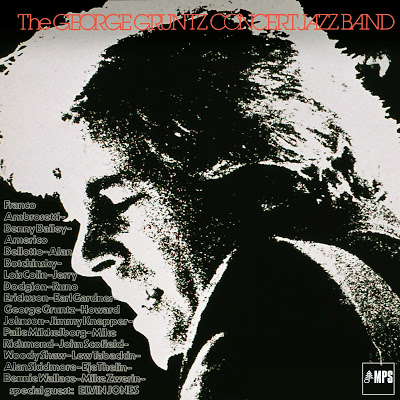 The GEORGE GRUNTZ CONCERT JAZZ BAND
Franco
Ambrosetti-
Benny Bailey-
Americo
Bellotto-Alan
Botchinsky-
Lois Colin-Jerry
Dodgion-Runo
Ericksson-Earl Gardner
George Gruntz-Howard
Johnson-Jimmy Knepper-
Palle Mikkelborg-Mike
Richmond-John Scofield-
Woody Shaw-Lew Tabackin-
Alan Skidmore-Eje Thelin-
Bennie Wallace-Mike Zwerin-
special guest: ELVIN JONES
MPS